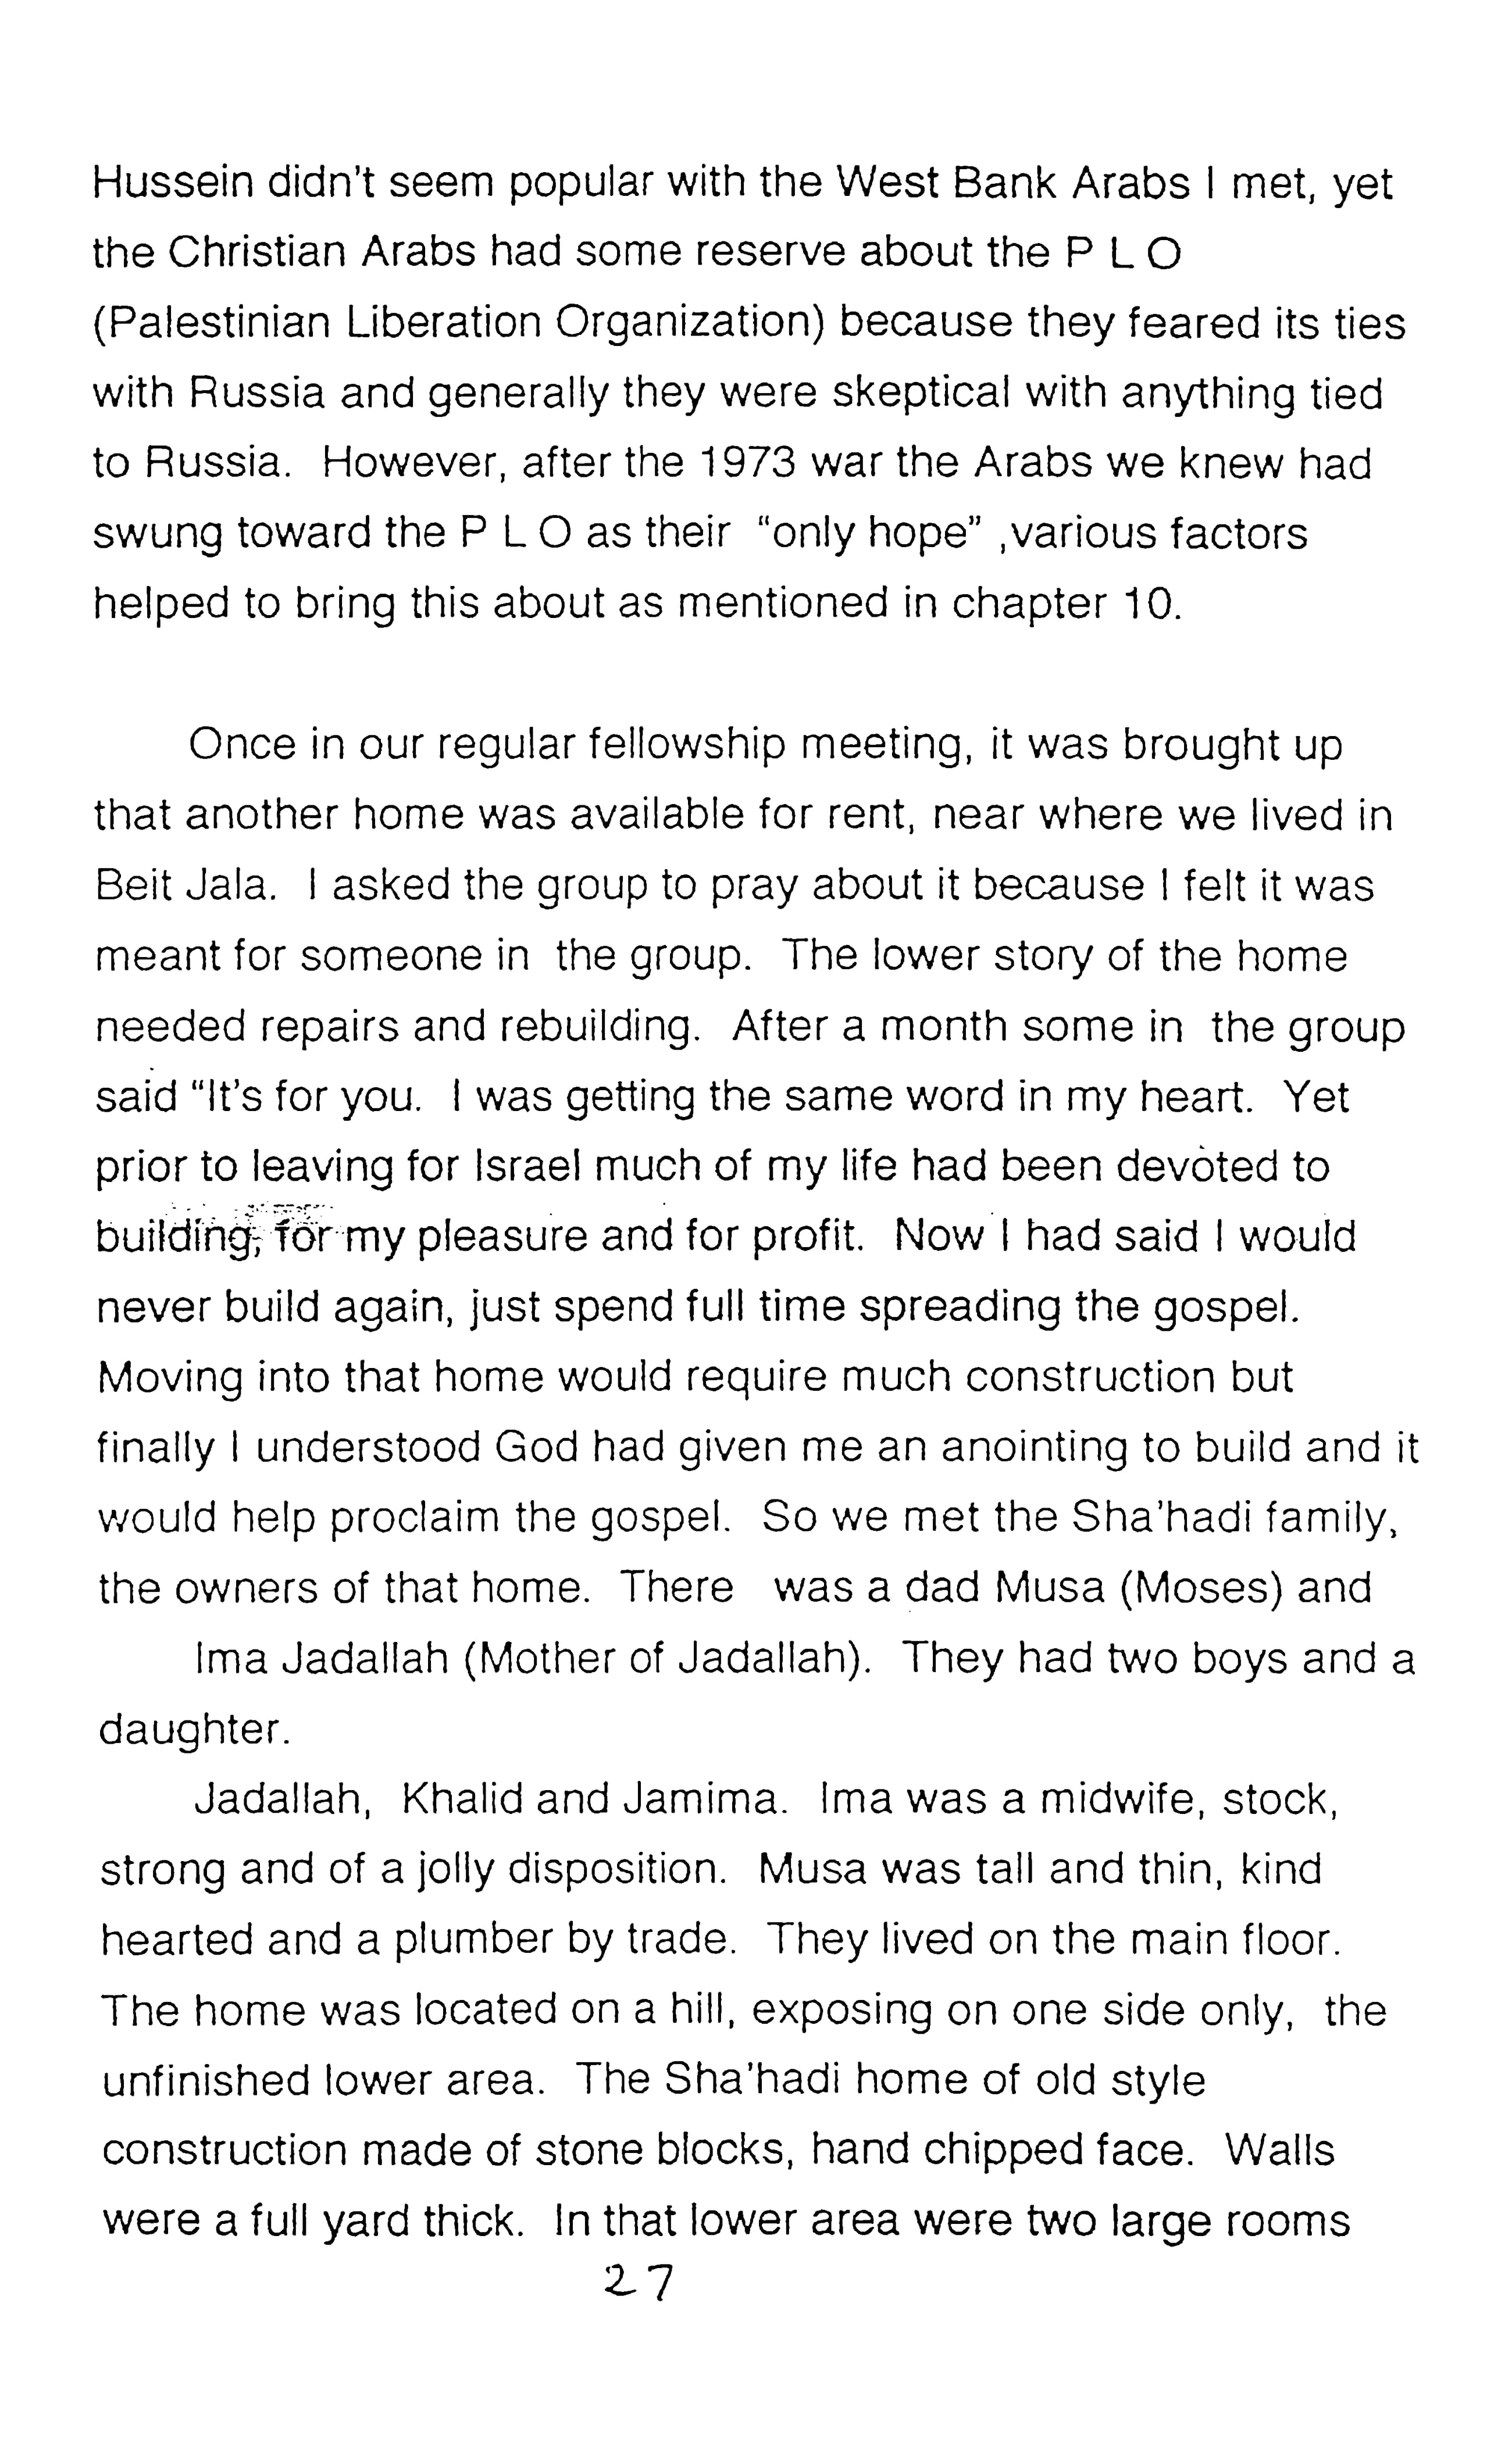 Hussein didn't seem popular with the West Bank Arabs I met, yet
the Christian Arabs had some reserve about the P L O
(Palestinian Liberation Organization) because they feared its ties
with Russia and generally they were skeptical with anything tied
to Russia.  However, after the 1973 war the Arabs we knew had
swung toward the P L O as their  “only hope” ,various factors
helped to bring this about as mentioned in chapter 10.
Once in our regular fellowship meeting, it was brought up
that another home was available for rent, near where we lived in
Beit Jala.  I asked the group to pray about it because I felt it was
meant for someone in  the group.  The lower story of the home
needed repairs and rebuilding.  After a month some in  the group
said “It’s for you.  I was getting the same word in my heart.  Yet
prior to leaving for Israel much of my life had been devoted to
building, for my pleasure and for profit.  Now I had said I would
never build again, just spend full time spreading the gospel.
Moving into that home would require much construction but
finally I understood God had given me an anointing to build and it
would help proclaim the gospel.  So we met the Sha'hadi family,
the owners of that home.  There   was a dad Musa (Moses) and
Ima Jadallah (Mother of Jadallah).  They had two boys and a
daughter.
Jadallah,  Khalid and Jamima.  Ima was a midwife, stock,
strong and of a jolly disposition.  Musa was tall and thin, kind
hearted and a plumber by trade.  They lived on the main floor.
The home was located on a hill, exposing on one side only,  the
unfinished lower area.  The Sha'hadi home of old style
construction made of stone blocks, hand chipped face.  Walls
were a full yard thick.  In that lower area were two large rooms
27